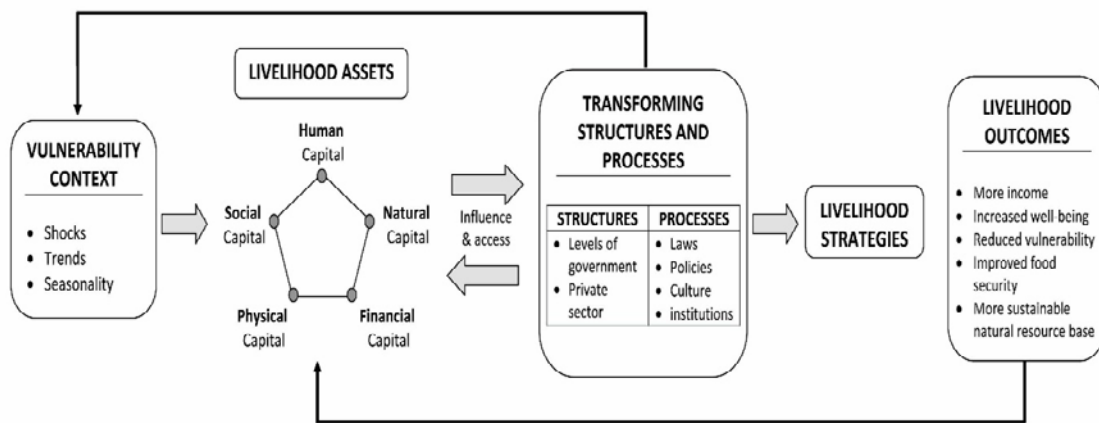 LIVELIHOOD ASSETS
VULNERABILITY
CONTEXT
• Shocks
• Trends
• Seasonality
Human
Capital
Social
Capital
Natural
Capital
Physical
Capital
Financial
Capital
Influence
& access
TRANSFORMING
STRUCTURES AND
PROCESSES
STRUCTURES
• Levels of
government
• Private
sector
PROCESSES
• Laws
• Policies
• Culture
• institutions
LIVELIHOOD
STRATEGIES
LIVELIHOOD
OUTCOMES
• More income
• Increased well-being
• Reduced vulnerability
• Improved food
security
• More sustainable
natural resource base